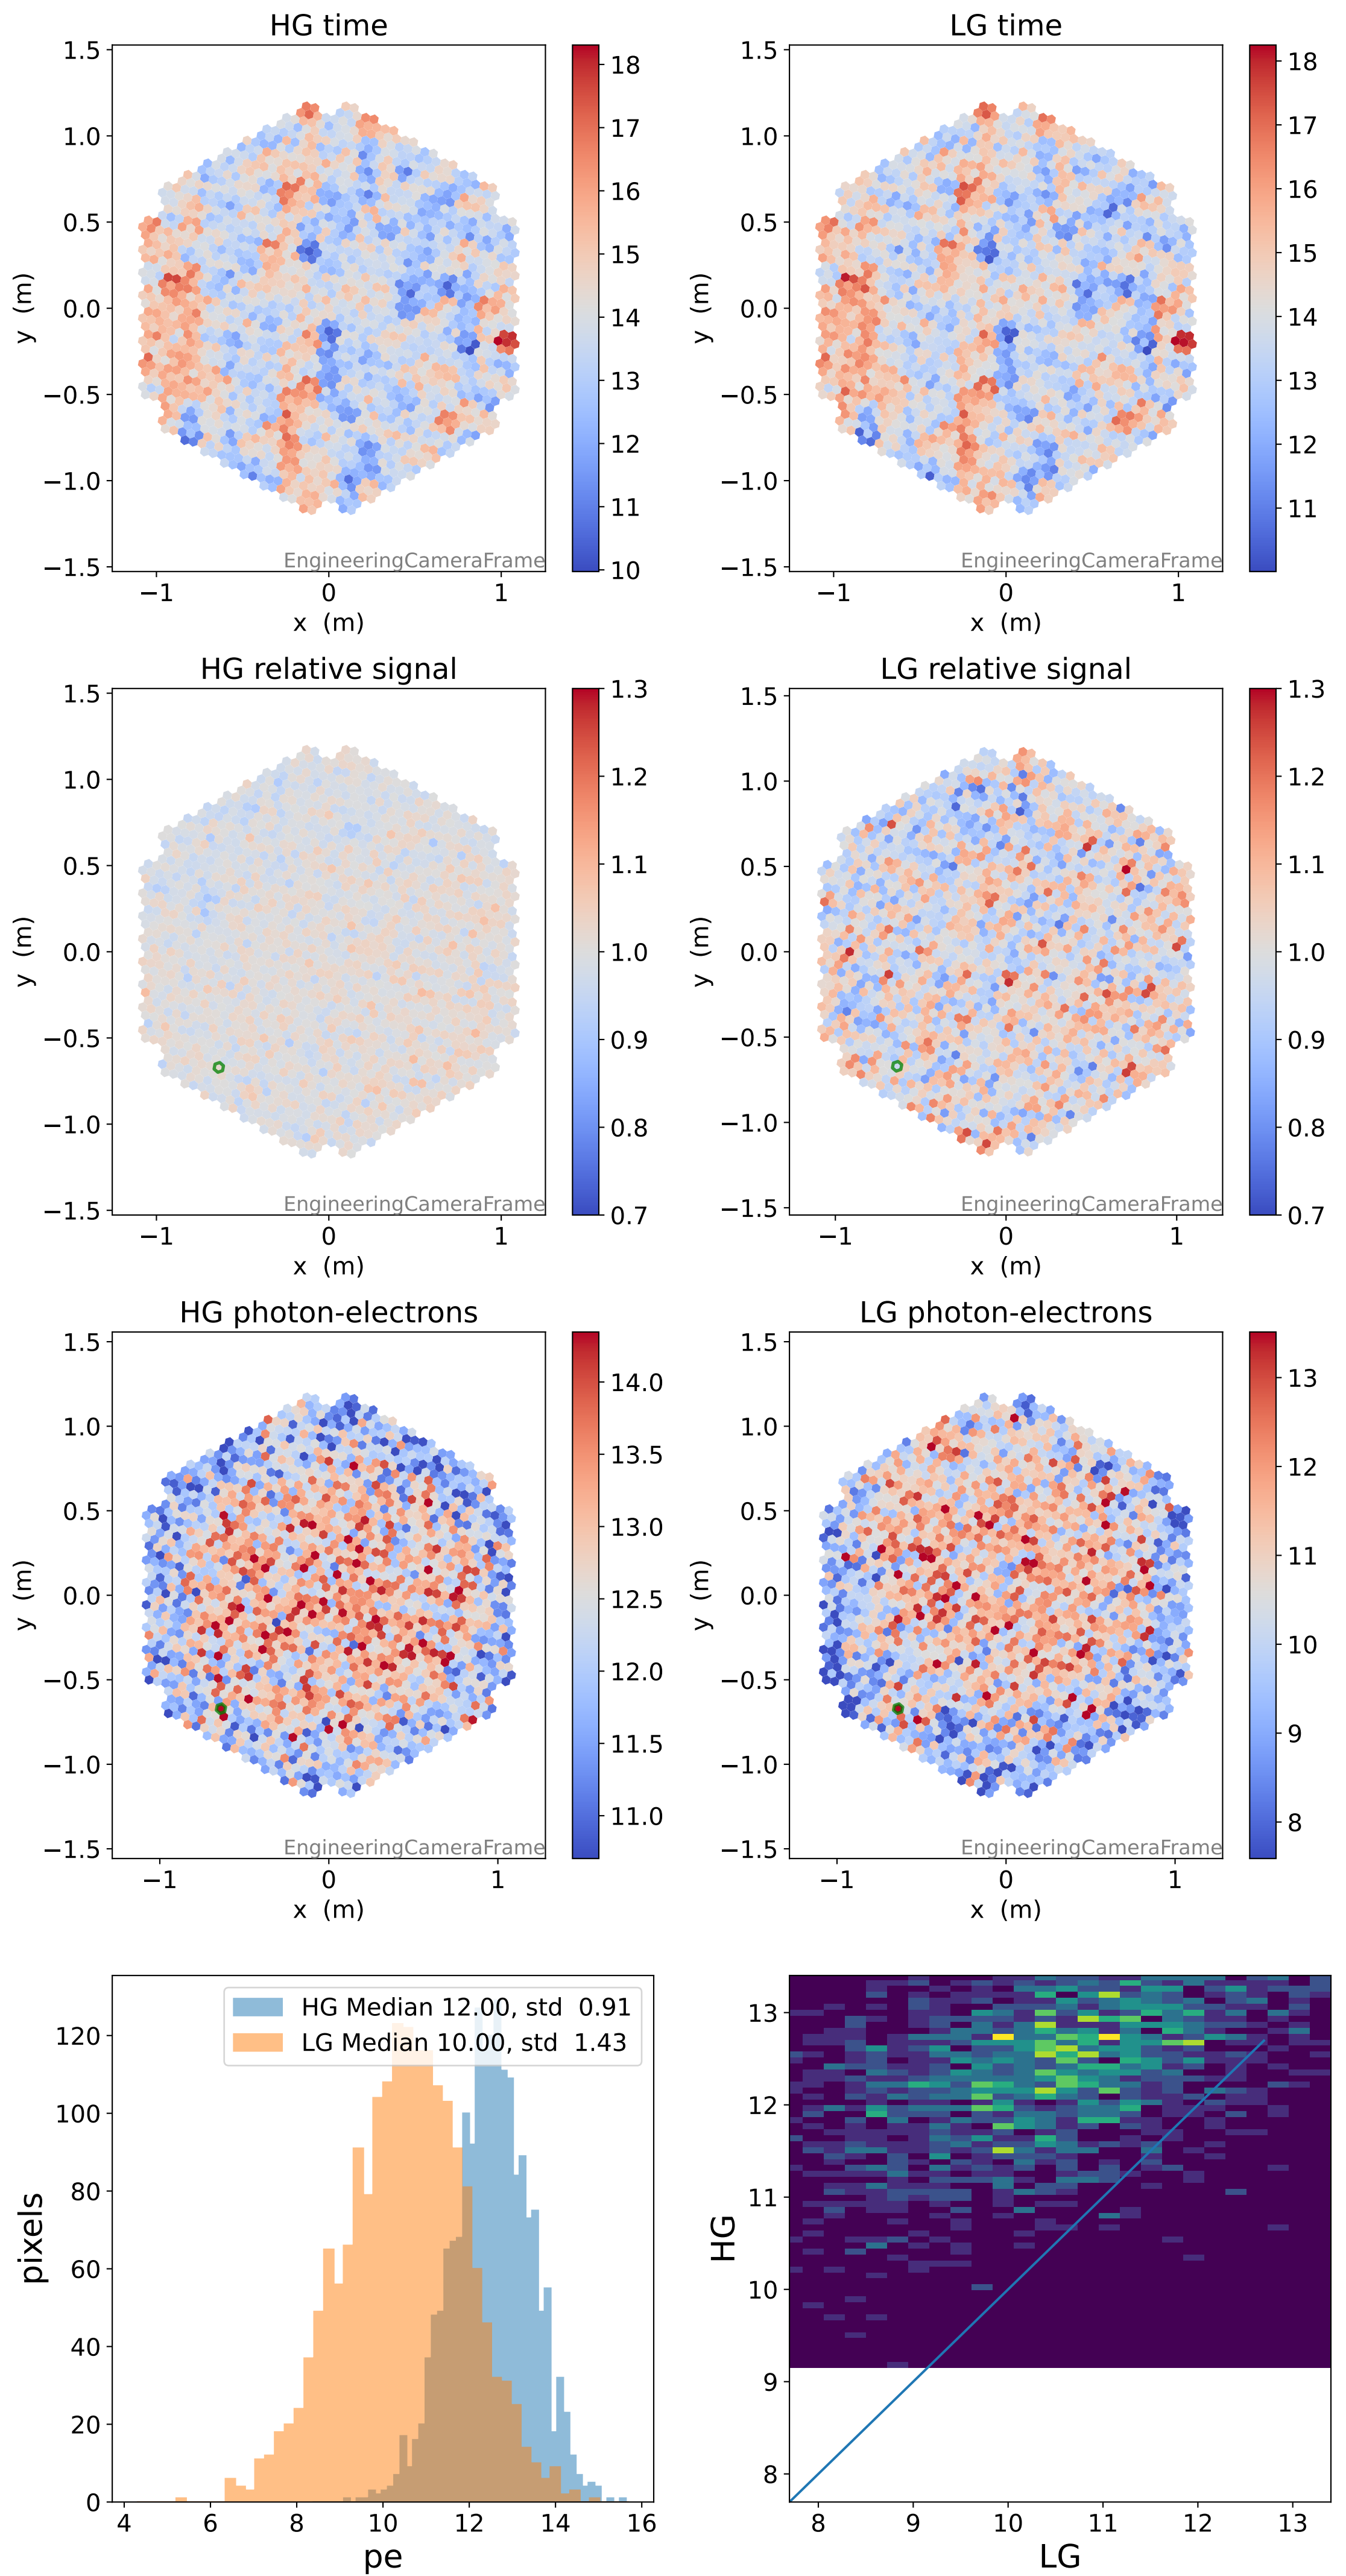 HG time
1.5
1.0
0.5
0.0
−0.5
−1.0
−1.5
y (m)
−1 0 1
x (m)
EngineeringCameraFrame
18
17
16
15
14
13
12
11
10
LG time
1.5
1.0
0.5
0.0
−0.5
−1.0
−1.5
y (m)
−1 0 1
x (m)
EngineeringCameraFrame
18
17
16
15
14
13
12
11
HG relative signal
1.5
1.0
0.5
0.0
−0.5
−1.0
−1.5
y (m)
−1 0 1
x (m)
EngineeringCameraFrame
1.3
1.2
1.1
1.0
0.9
0.8
0.7
LG relative signal
1.5
1.0
0.5
0.0
−0.5
−1.0
−1.5
y (m)
−1 0 1
x (m)
EngineeringCameraFrame
1.3
1.2
1.1
1.0
0.9
0.8
0.7
HG photon-electrons
1.5
1.0
0.5
0.0
−0.5
−1.0
−1.5
y (m)
−1 0 1
x (m)
EngineeringCameraFrame
14.0
13.5
13.0
12.5
12.0
11.5
11.0
LG photon-electrons
1.5
1.0
0.5
0.0
−0.5
−1.0
−1.5
y (m)
−1 0 1
x (m)
EngineeringCameraFrame
13
12
11
10
9
8
HG Median 12.00, std 0.91
LG Median 10.00, std 1.43
120
100
80
60
40
20
0
pixels
4 6 8 10 12 14 16
pe
13
12
11
10
9
8
HG
8 9 10 11 12 13
LG